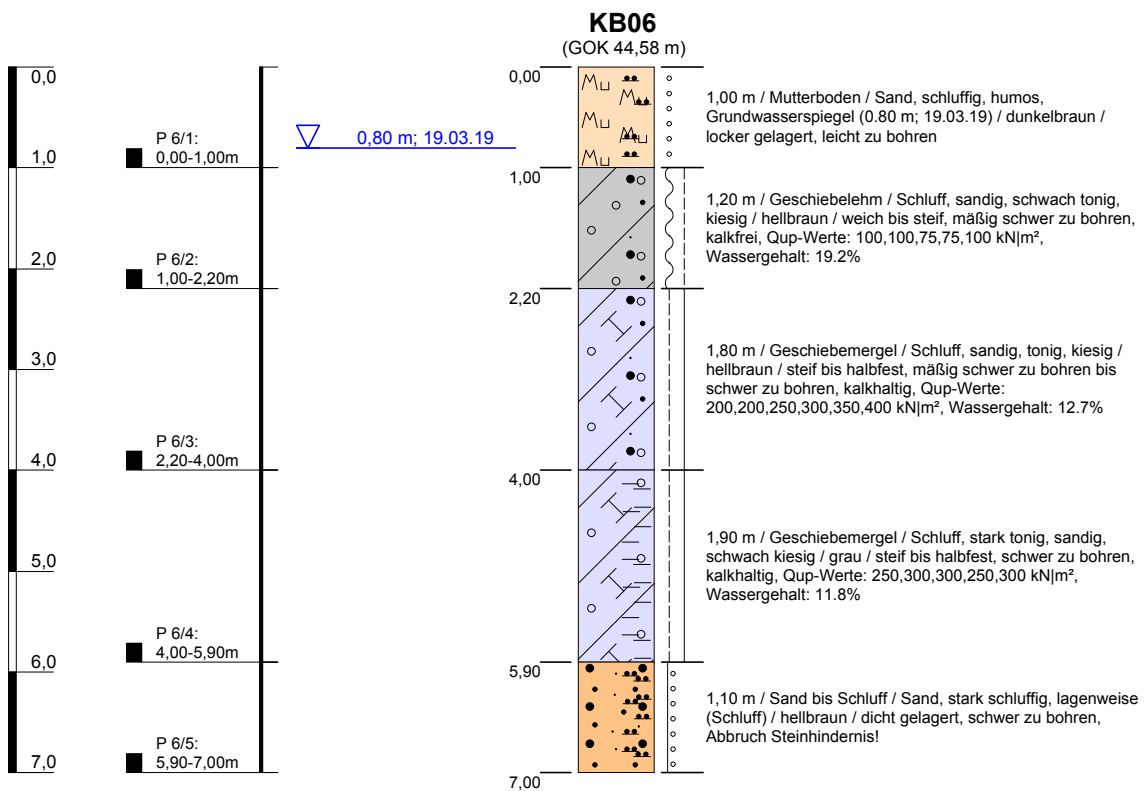 KB06
(GOK 44,58 m)
0,0
1,0
2,0
3,0
4,0
5,0
6,0
7,0
P 6/1:
0,00-1,00m
P 6/2:
1,00-2,20m
P 6/3:
2,20-4,00m
P 6/4:
4,00-5,90m
P 6/5:
5,90-7,00m
0,80 m; 19.03.19
0,00
1,00
2,20
4,00
5,90
7,00
1,00 m / Mutterboden / Sand, schluffig, humos,
Grundwasserspiegel (0.80 m; 19.03.19) / dunkelbraun /
locker gelagert, leicht zu bohren
1,20 m / Geschiebelehm / Schluff, sandig, schwach tonig,
kiesig / hellbraun / weich bis steif, mäßig schwer zu bohren,
kalkfrei, Qup-Werte: 100,100,75,75,100 kN|m²,
Wassergehalt: 19.2%
1,80 m / Geschiebemergel / Schluff, sandig, tonig, kiesig /
hellbraun / steif bis halbfest, mäßig schwer zu bohren bis
schwer zu bohren, kalkhaltig, Qup-Werte:
200,200,250,300,350,400 kN|m², Wassergehalt: 12.7%
1,90 m / Geschiebemergel / Schluff, stark tonig, sandig,
schwach kiesig / grau / steif bis halbfest, schwer zu bohren,
kalkhaltig, Qup-Werte: 250,300,300,250,300 kN|m²,
Wassergehalt: 11.8%
1,10 m / Sand bis Schluff / Sand, stark schluffig, lagenweise
(Schluff) / hellbraun / dicht gelagert, schwer zu bohren,
Abbruch Steinhindernis!